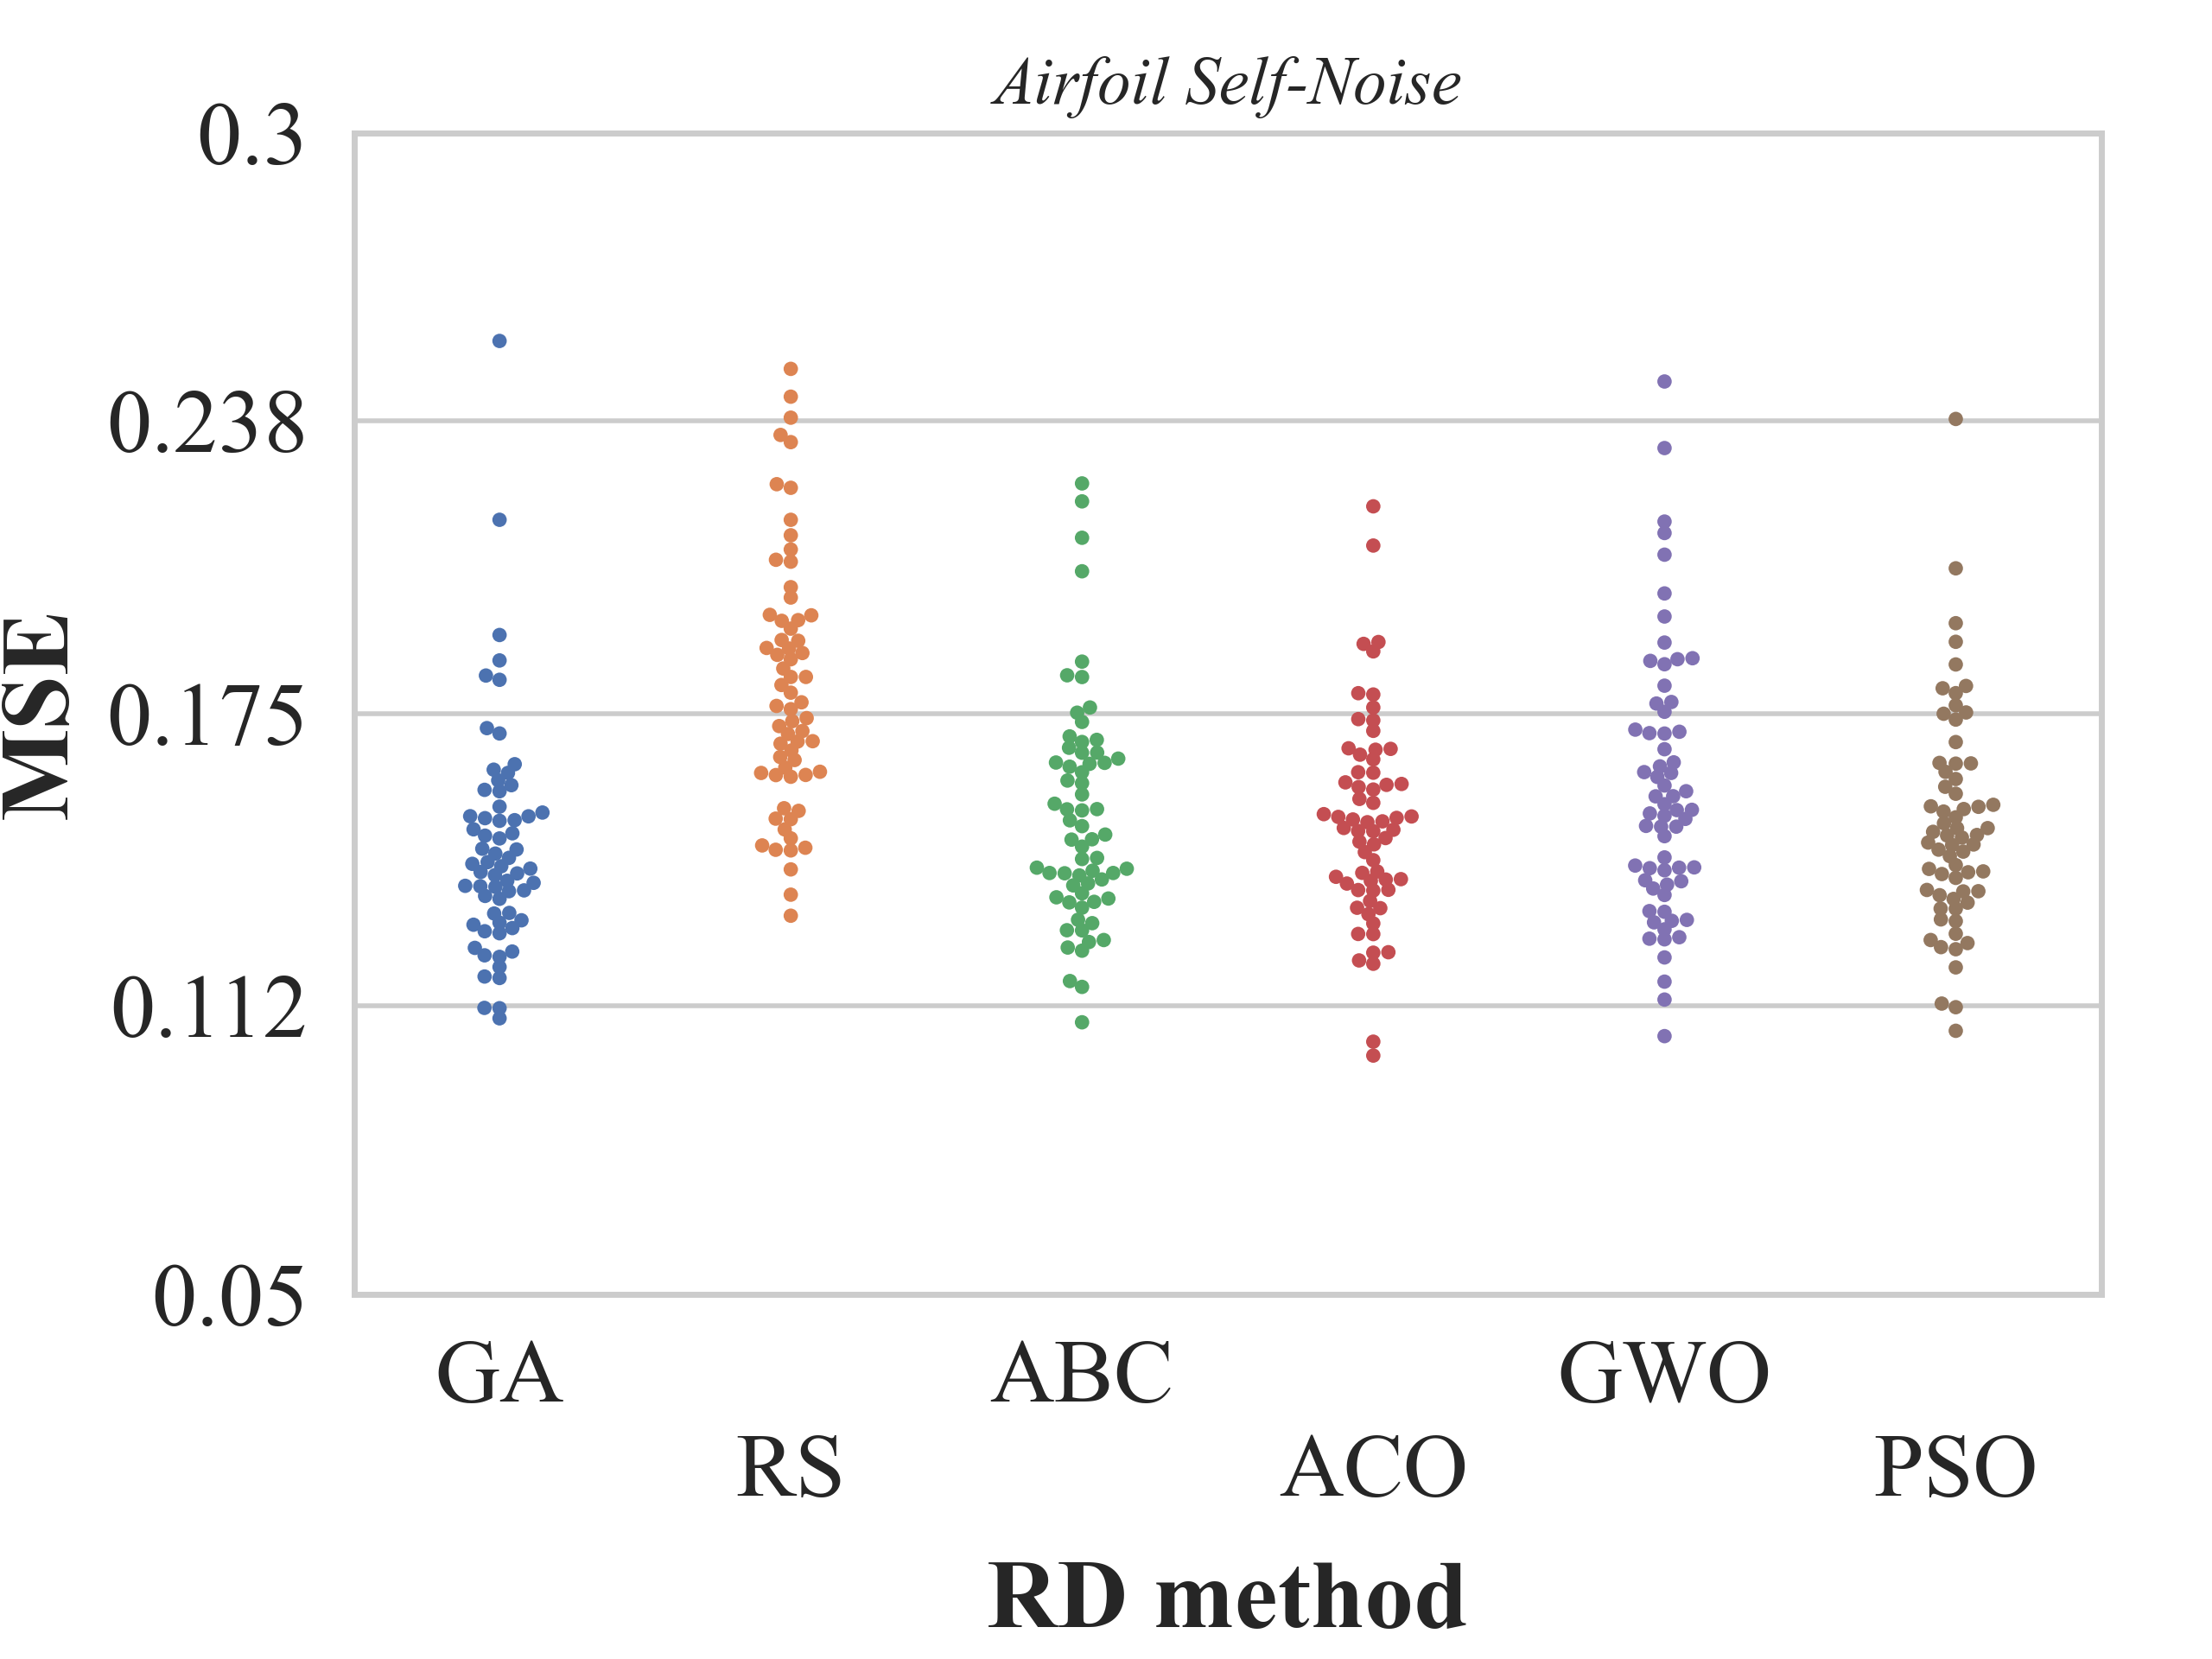 Airfoil Self-Noise
0.3
0.238
0.175
0.112
0.05
MSE
GA
ABC
GWO
RS
ACO
PSO
RD method